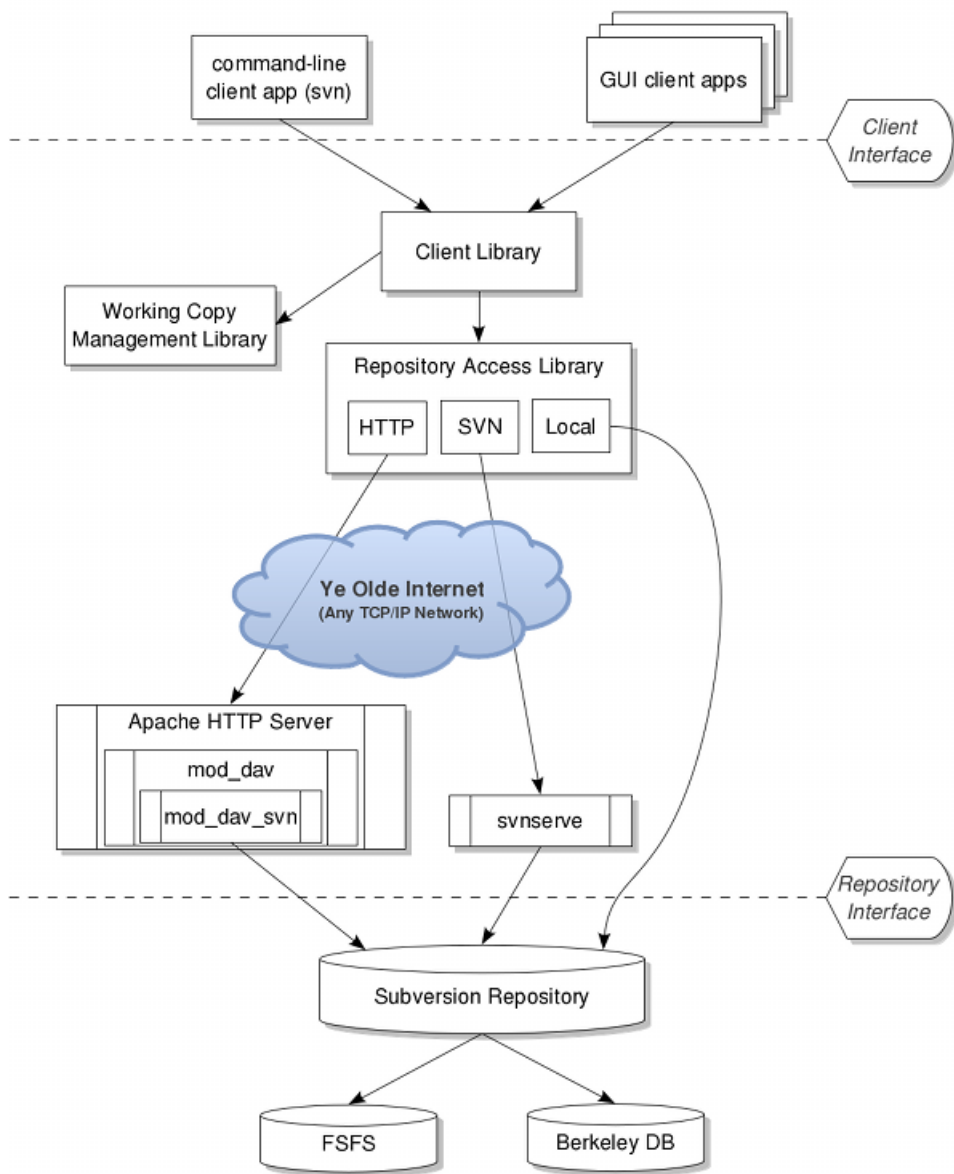 command-line
client app (svn)
GUI client apps
Client
Interface
Client Library
Working Copy
Management Library
Repository Access Library
HTTP
SVN
Local
Ye Olde Internet
(Any TCP/IP Network)
Apache HTTP Server
mod_dav
mod_dav_svn
svnserve
Repository
Interface
Subversion Repository
FSFS
Berkeley DB